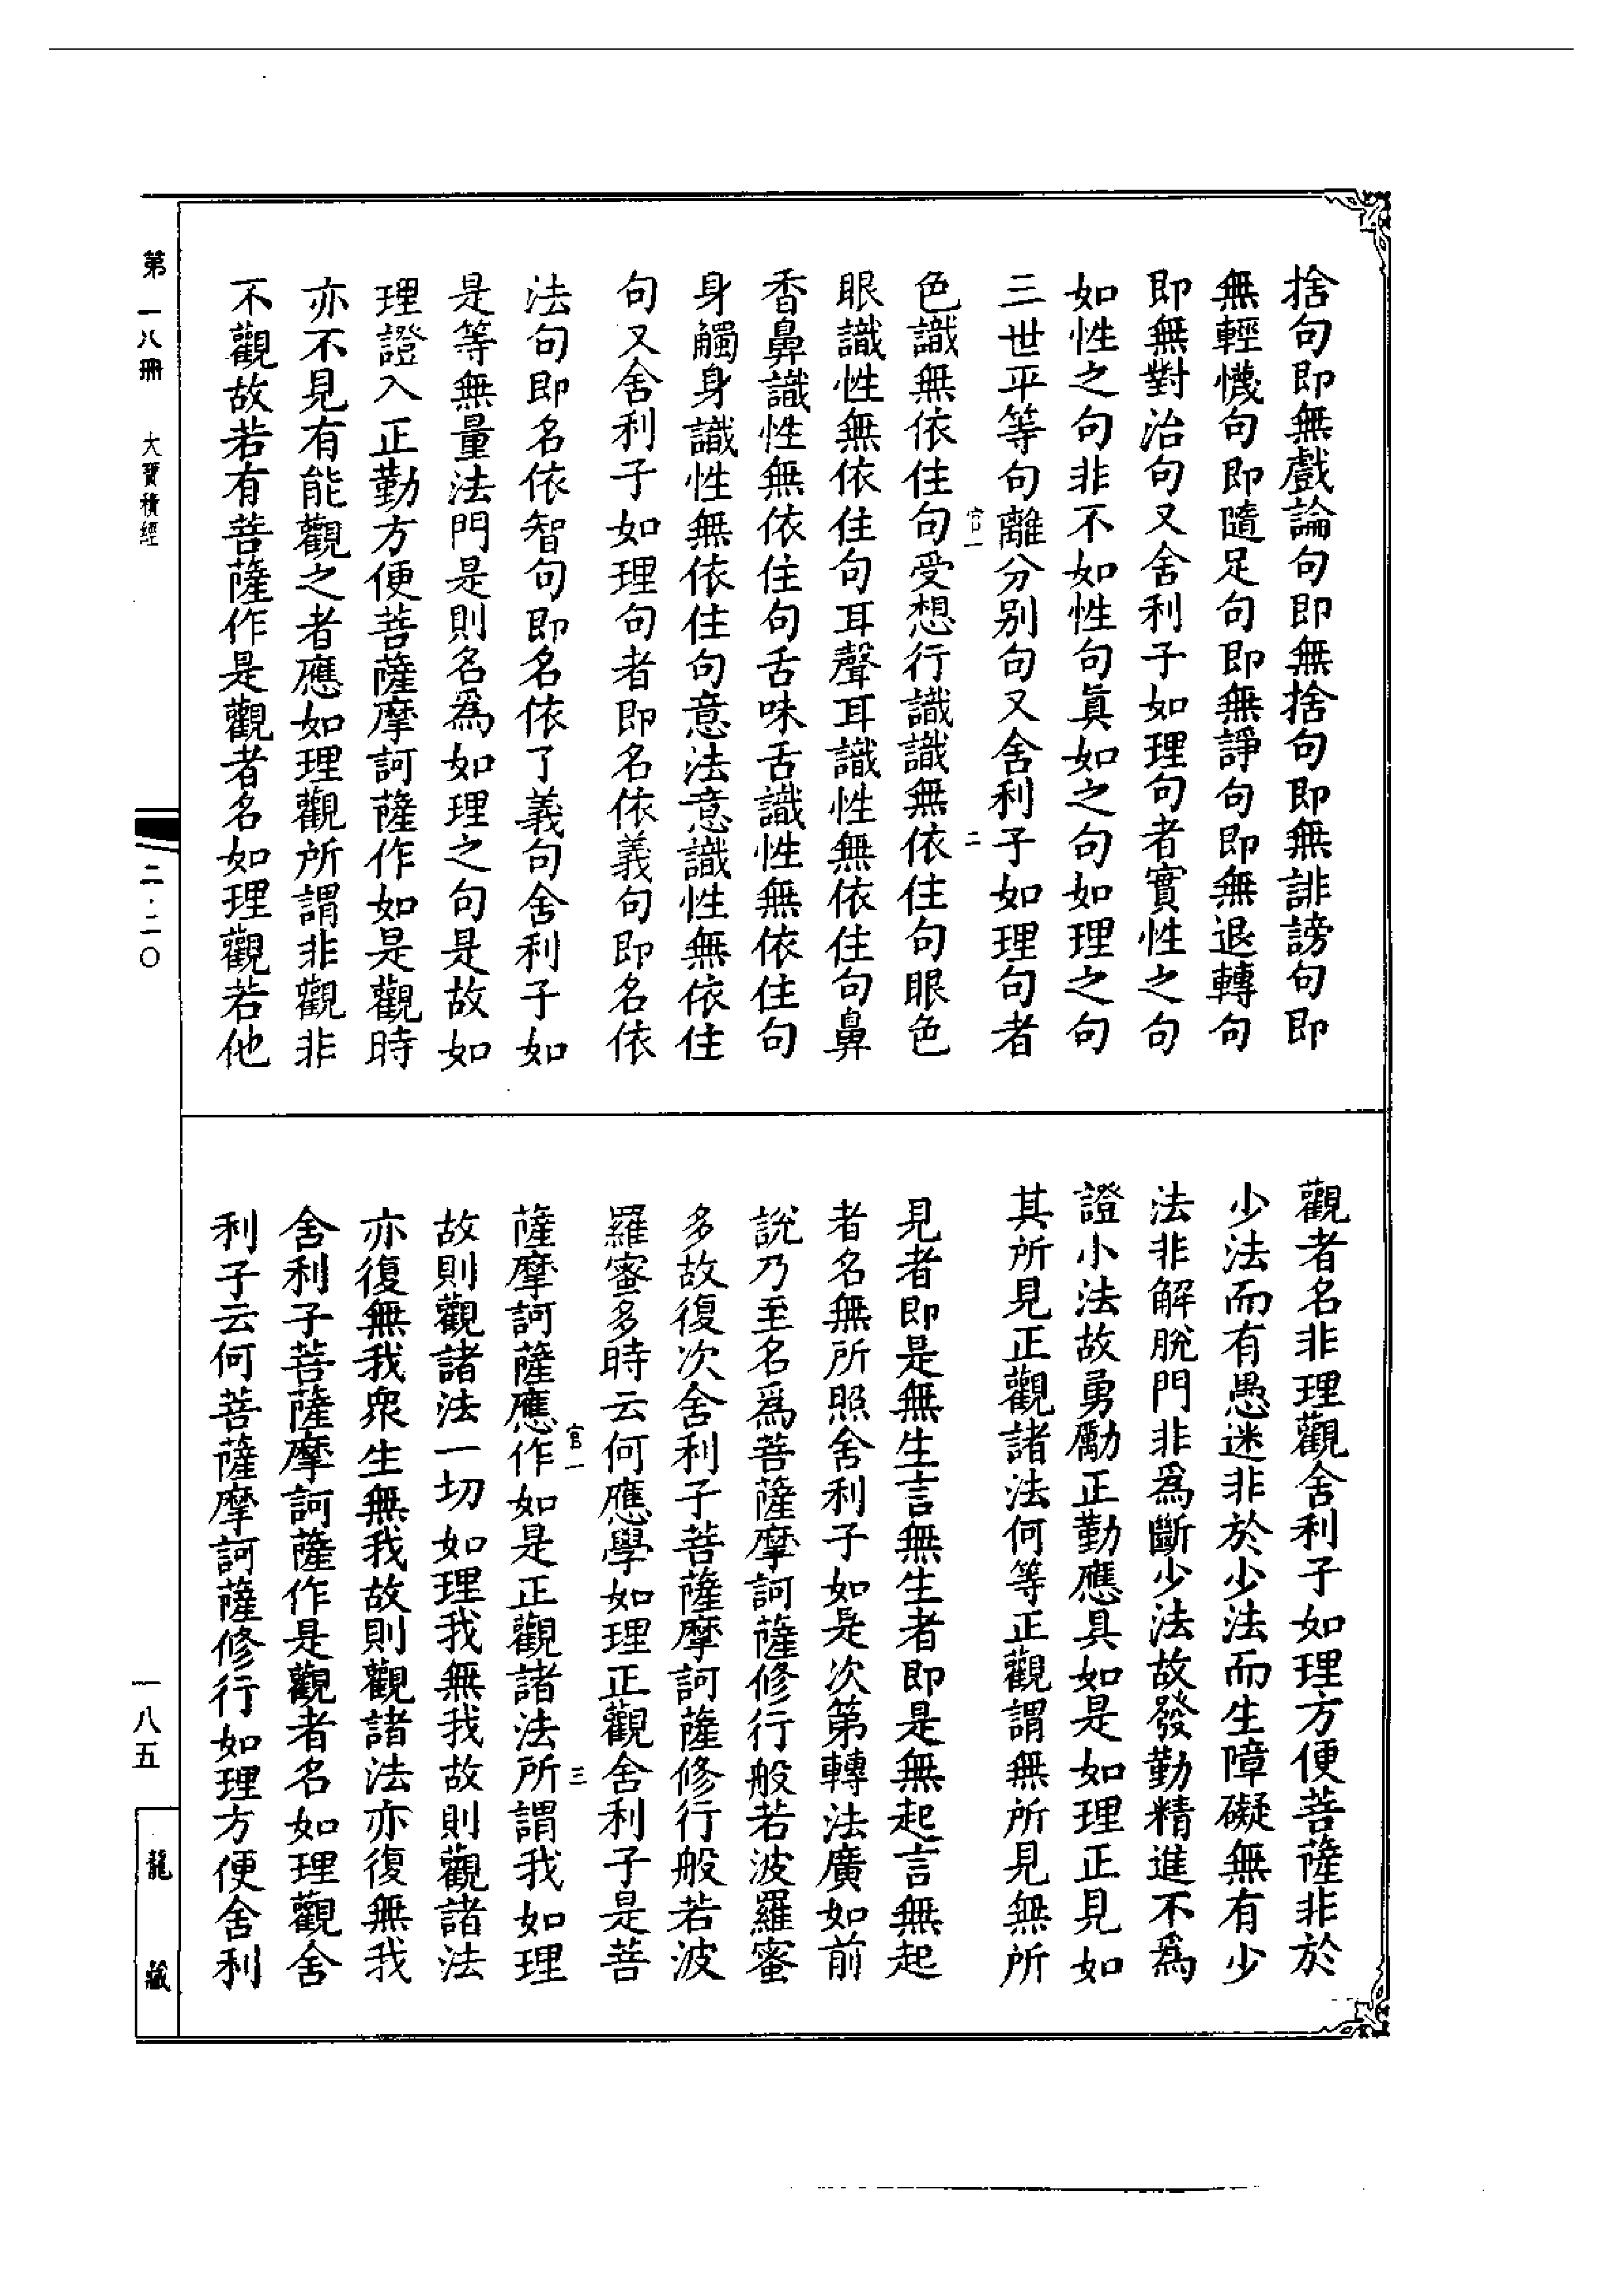 捨句即無戲論句即無捨句即無誹謗句即
無輕懱句即隨足句即無諍句即無退轉句
即無對治句又舍利子如理句者實性之句
如性之句非不如性句真如之句如理之句
三世平等句離分别句又舍利子如理句者
官一
二
色識無依住句受想行識識無依住句眼色
眼識性無依住句耳聲耳識性無依住句鼻
香鼻識性無依住句舌味舌識性無依住句
身觸身識性無依住句意法意識性無依住
句又舍利子如理句者即名依義句即名依
法句即名依智句即名依了義句舍利子如
是等無量法門是則名爲如理之句是故如
理證入正勤方便菩薩摩訶薩作如是觀時
亦不見有能觀之者應如理觀所謂非觀非
不觀故若有菩薩作是觀者名如理觀若他
觀者名非理觀舍利子如理方便菩薩非於
少法而有愚迷非於少法而生障礙無有少
法非解脫門非爲斷少法故發勤精進不爲
證小法故勇勵正勤應具如是如理正見如
其所見正觀諸法何等正觀謂無所見無所
見者即是無生言無生者即是無起言無起
者名無所照舍利子如是次第轉法廣如前
說乃至名爲菩薩摩訶薩修行般若波羅蜜
多故復次舍利子菩薩摩訶薩修行般若波
羅蜜多時云何應學如理正觀舍利子是菩
官一
三
薩摩訶薩應作如是正觀諸法所謂我如理
故則觀諸法一切如理我無我故則觀諸法
亦復無我衆生無我故則觀諸法亦復無我
舍利子菩薩摩訶薩作是觀者名如理觀舍
利子云何菩薩摩訶薩修行如理方便舍利
第一八冊
大寶積經
二·二〇
一八五
龍藏